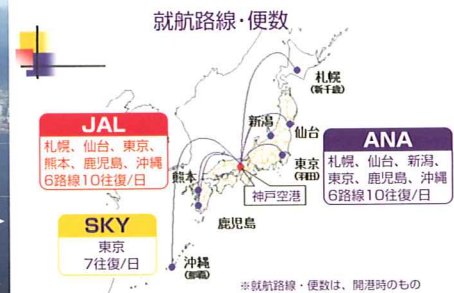 就航路線・便数
札幌
(新千歳)
新潟
仙台
東京
(羽田)
熊本
鹿児島
沖縄
(那覇)
神戸空港
JAL
札幌、仙台、東京、
熊本、鹿児島、沖縄
6路線10往復/日
ANA
札幌、仙台、新潟、
東京、鹿児島、沖縄
6路線10往復/日
SKY
東京
7往復/日
※就航路線・便数は、開港時のもの